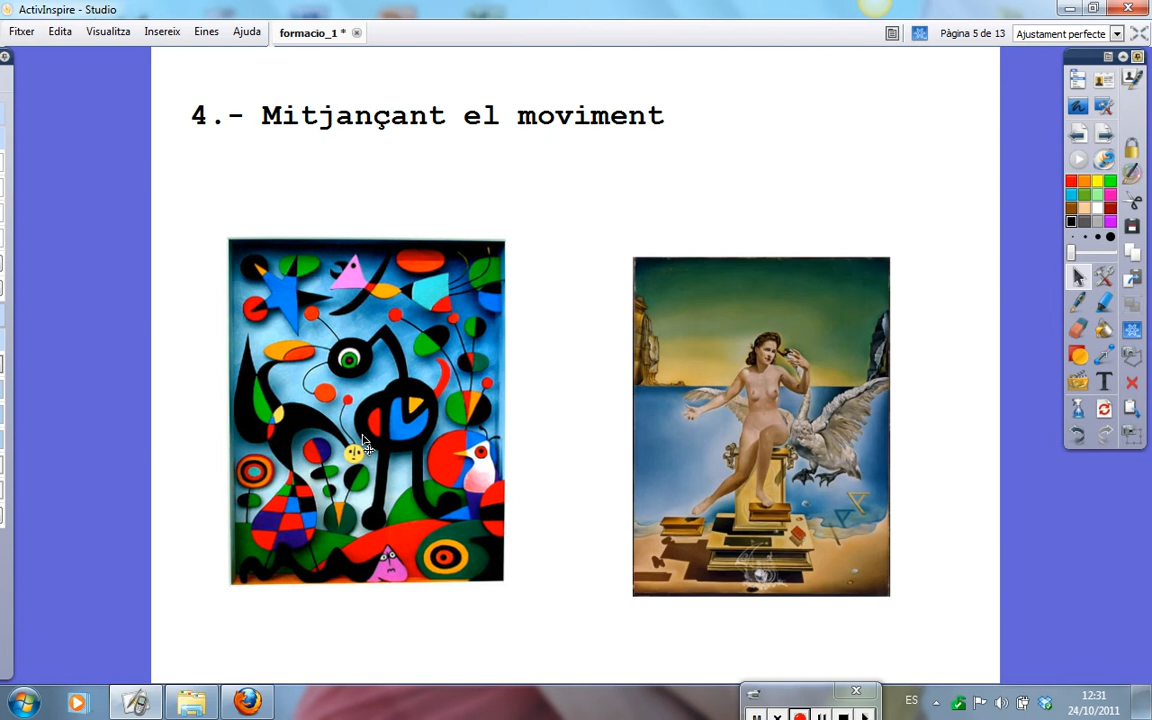 ActivInspire - Studio
Fitxer Edita Visualitza Insereix Eines Ajuda formacio_1 * Pàgina 5 de 13 Ajustament perfecte
4.- Mitjançant el moviment
ES
12:31
24/10/2011